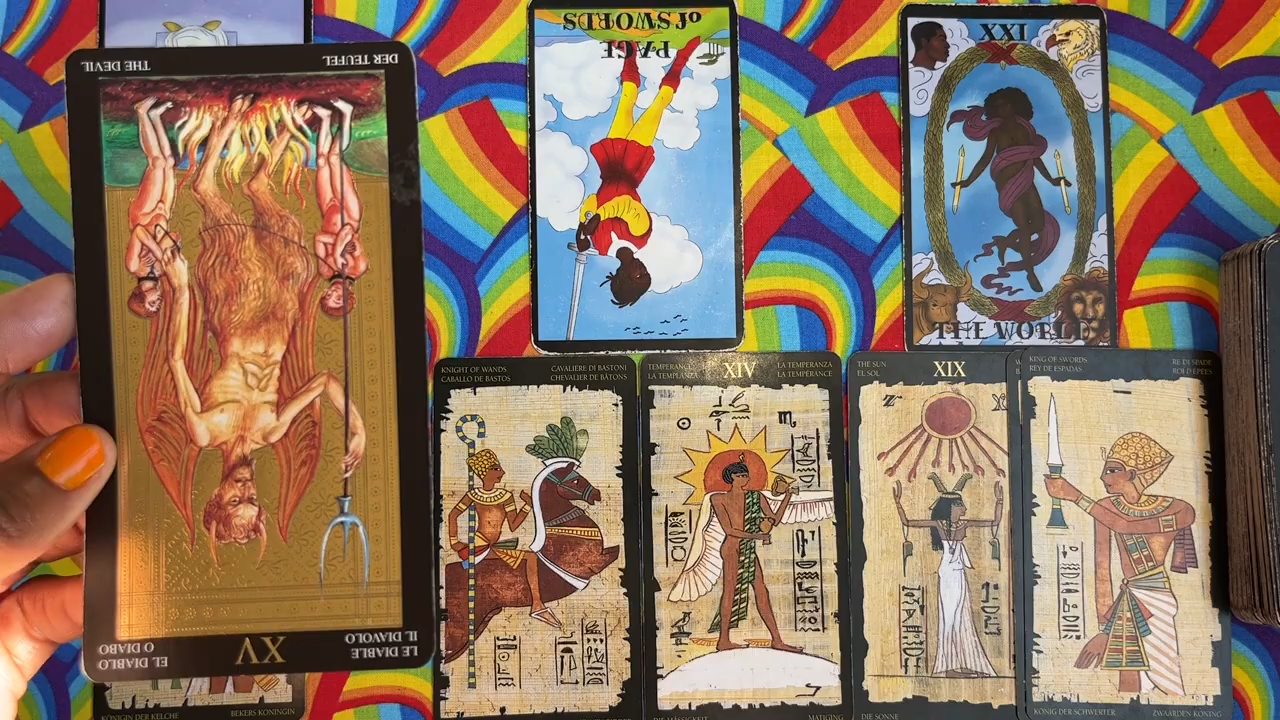 THE DEVIL
DER TEUFEL
EL DIABLO
O DIABO
XV
LE DIABLE
IL DIAVOLO
PAGE
of SWORDS
XXI
THE WORLD
KNIGHT OF WANDS
CABALLO DE BASTOS
CAVALIERE DI BASTONI
CHEVALIER DE BÂTONS
TEMPERANCE
LA TEMPLANZA
XIV
LA TEMPERANZA
LA TEMPÉRANCE
THE SUN
EL SOL
XIX
KING OF SWORDS
REY DE ESPADAS
RE DI SPADE
ROI D'ÉPÉES
KÖNIGIN DER KELCHE
BEKERS KONINGIN
DIE MÄSSIGKEIT
MATIGING
DIE SONNE
KÖNIG DER SCHWERTER
ZWAARDEN KONING